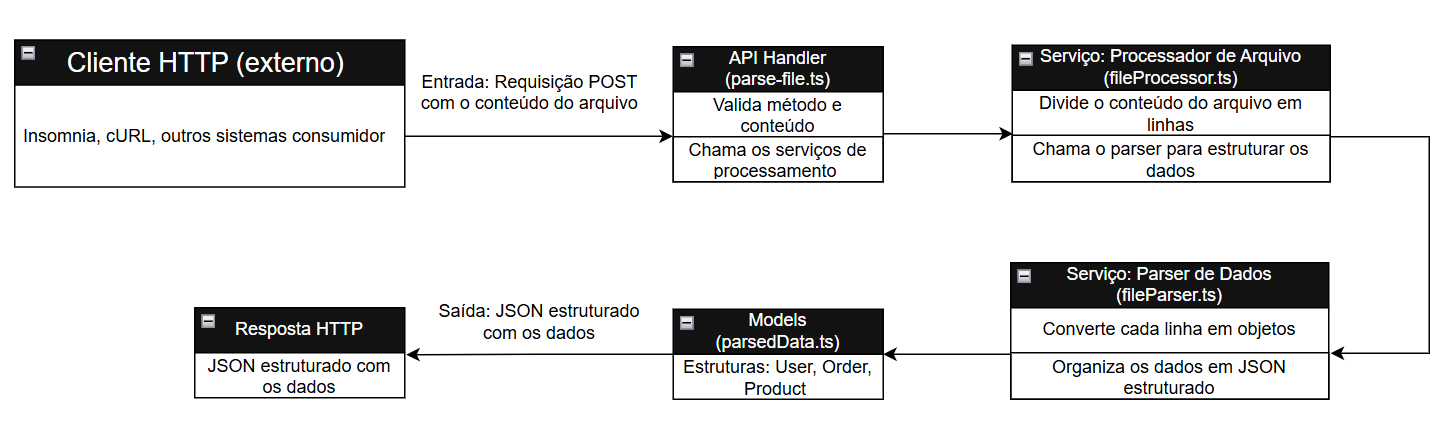 Cliente HTTP (externo)
Insomnia, cURL, outros sistemas consumidor
Entrada: Requisição POST
com o conteúdo do arquivo
API Handler
(parse-file.ts)
Valida método e
conteúdo
Chama os serviços de
processamento
Serviço: Processador de Arquivo
(fileProcessor.ts)
Divide o conteúdo do arquivo em
linhas
Chama o parser para estruturar os
dados
Serviço: Parser de Dados
(fileParser.ts)
Converte cada linha em objetos
Organiza os dados em JSON
estruturado
Models
(parsedData.ts)
Estruturas: User, Order,
Product
Saída: JSON estruturado
com os dados
Resposta HTTP
JSON estruturado com
os dados